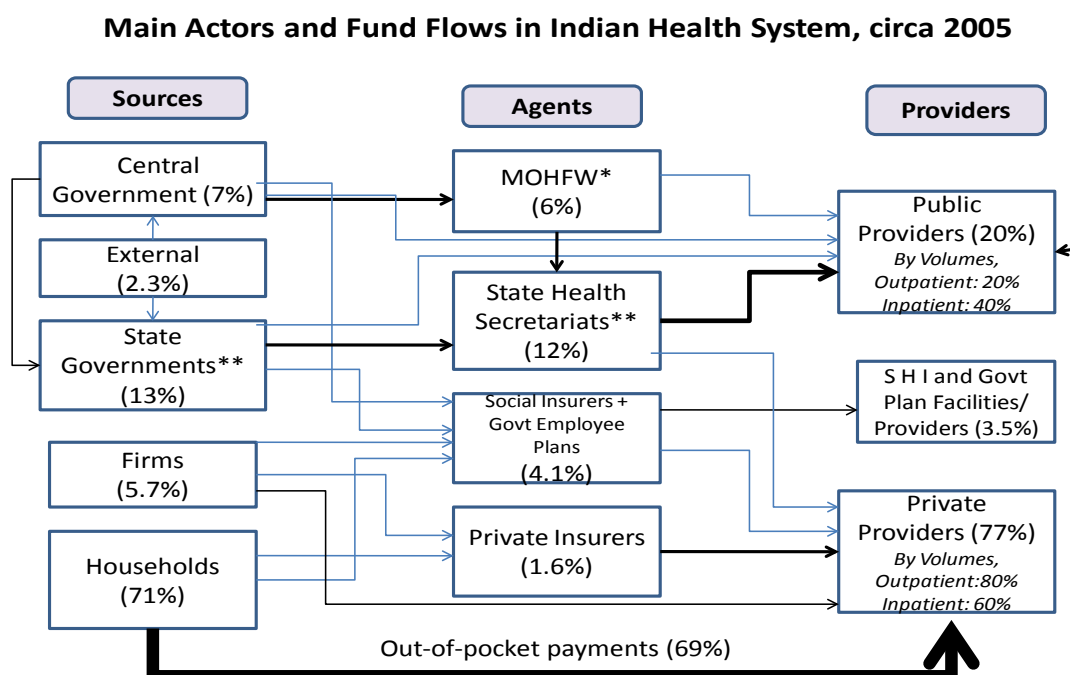 Main Actors and Fund Flows in Indian Health System, circa 2005
Sources
Agents
Providers
Central
Government (7%)
External
(2.3%)
State
Governments**
(13%)
Firms
(5.7%)
Households
(71%)
MOHFW*
(6%)
State Health
Secretariats**
(12%)
Social Insurers +
Govt Employee
Plans
(4.1%)
Private Insurers
(1.6%)
Public
Providers (20%)
By Volumes,
Outpatient: 20%
Inpatient: 40%
S H I and Govt
Plan Facilities/
Providers (3.5%)
Private
Providers (77%)
By Volumes,
Outpatient:80%
Inpatient: 60%
Out-of-pocket payments (69%)